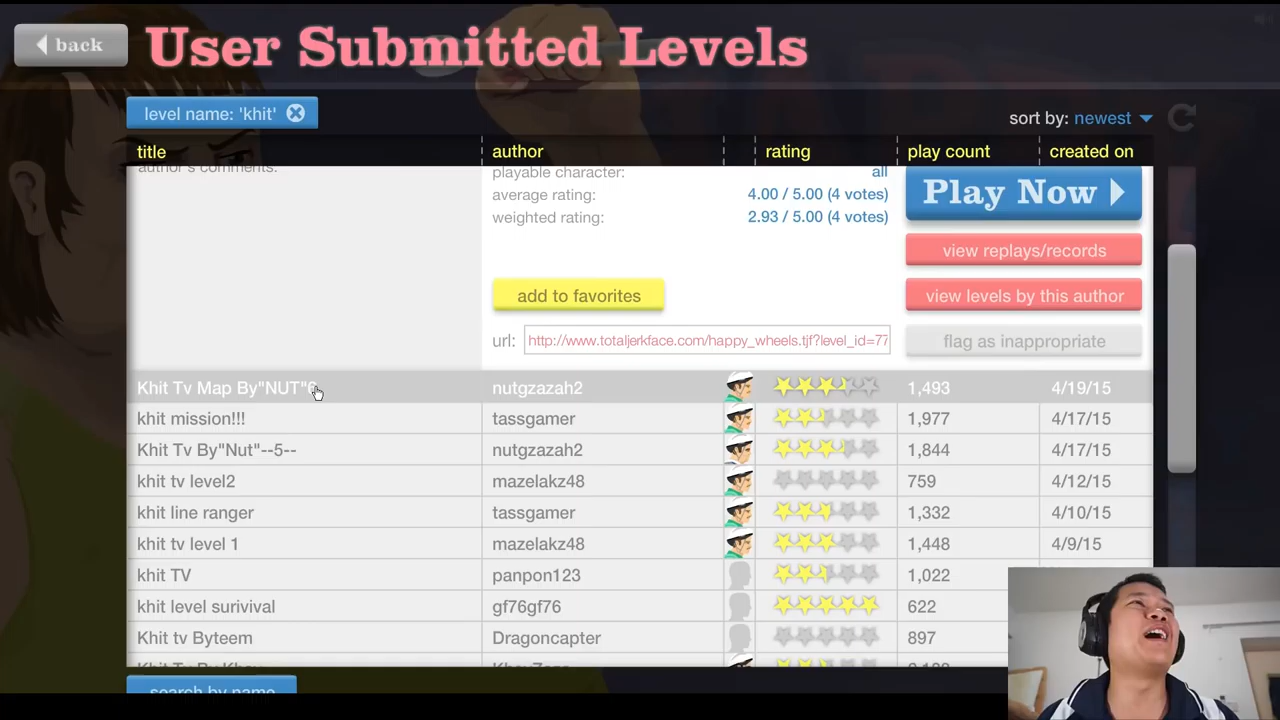 back
User Submitted Levels
level name: 'khit'
sort by: newest
title author rating play count created on
author's comments:
playable character: all
average rating: 4.00 / 5.00 (4 votes)
weighted rating: 2.93 / 5.00 (4 votes)
Play Now
view replays/records
add to favorites
view levels by this author
url: http://www.totaljerkface.com/happy_wheels.tjf?level_id=77
flag as inappropriate
Khit Tv Map By"NUT"6 nutgzazah2 1,493 4/19/15
khit mission!!! tassgamer 1,977 4/17/15
Khit Tv By"Nut"--5-- nutgzazah2 1,844 4/17/15
khit tv level2 mazelakz48 759 4/12/15
khit line ranger tassgamer 1,332 4/10/15
khit tv level 1 mazelakz48 1,448 4/9/15
khit TV panpon123 1,022
khit level surivival gf76gf76 622
Khit tv Byteem Dragoncapter 897
search by name